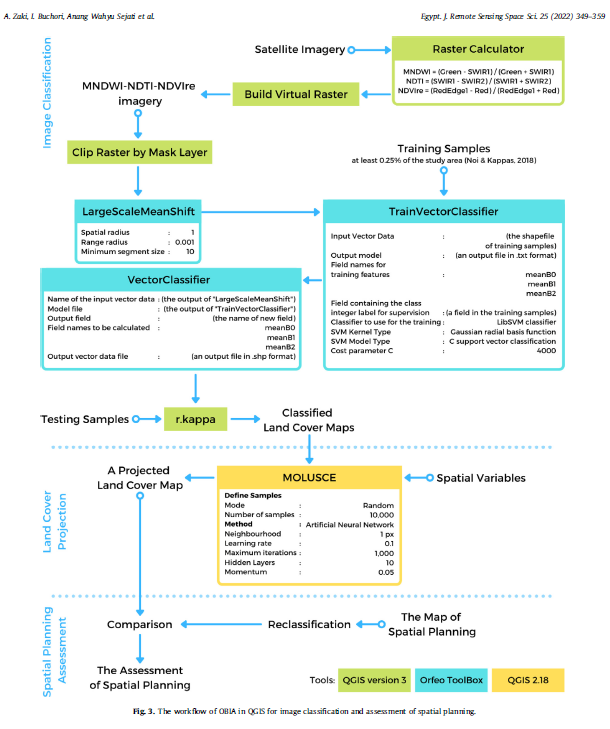 A. Zaki, I. Buchori, Anang Wahyu Sejati et al.
Egypt. J. Remote Sensing Space Sci. 25 (2022) 349–359
Image Classification
Satellite Imagery
Raster Calculator
MNDWI = (Green - SWIR1) / (Green + SWIR1)
NDTI = (SWIR1 - SWIR2) / (SWIR1 + SWIR2)
NDVIre = (RedEdge1 - Red) / (RedEdge1 + Red)
Build Virtual Raster
MNDWI-NDTI-NDVIre
imagery
Clip Raster by Mask Layer
Training Samples
at least 0.25% of the study area (Noi & Kappas, 2018)
LargeScaleMeanShift
Spatial radius : 1
Range radius : 0.001
Minimum segment size : 10
TrainVectorClassifier
Input Vector Data : (the shapefile
of training samples)
Output model : (an output file in .txt format)
Field names for
training features : meanB0
meanB1
meanB2
Field containing the class
integer label for supervision : (a field in the training samples)
Classifier to use for the training : LibSVM classifier
SVM Kernel Type : Gaussian radial basis function
SVM Model Type : C support vector classification
Cost parameter C : 4000
VectorClassifier
Name of the input vector data : (the output of "LargeScaleMeanShift")
Model file : (the output of "TrainVectorClassifier")
Output field : (the name of new field)
Field names to be calculated : meanB0
meanB1
meanB2
Output vector data file : (an output file in .shp format)
Testing Samples
r.kappa
Classified
Land Cover Maps
Land Cover
Projection
A Projected
Land Cover Map
MOLUSCE
Define Samples
Mode : Random
Number of samples : 10,000
Method : Artificial Neural Network
Neighbourhood : 1 px
Learning rate : 0.1
Maximum iterations : 1,000
Hidden Layers : 10
Momentum : 0.05
Spatial Variables
Spatial Planning
Assessment
Comparison
Reclassification
The Map of
Spatial Planning
The Assessment
of Spatial Planning
Tools:
QGIS version 3
Orfeo ToolBox
QGIS 2.18
Fig. 3. The workflow of OBIA in QGIS for image classification and assessment of spatial planning.